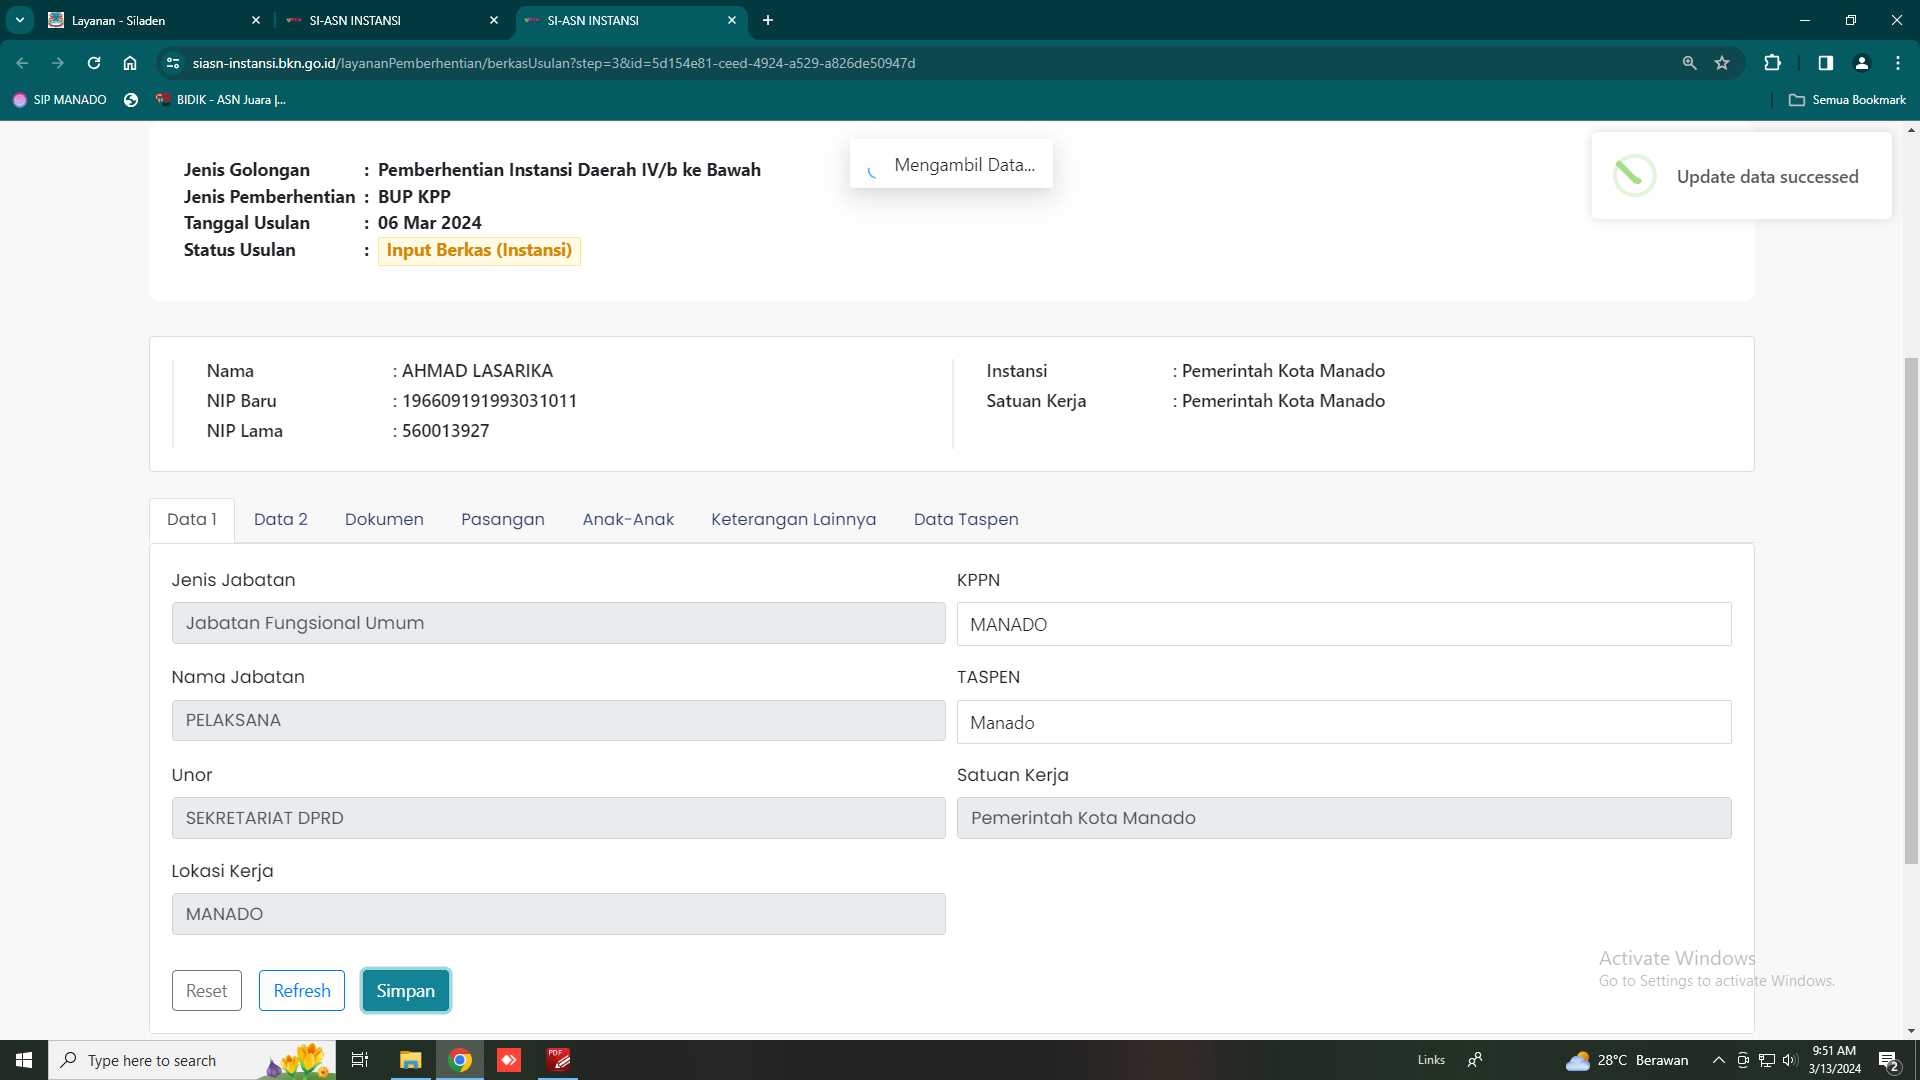 Layanan - Siladen
SI-ASN INSTANSI
SI-ASN INSTANSI
siasn-instansi.bkn.go.id/layananPemberhentian/berkasUsulan?step=3&id=5d154e81-ceed-4924-a529-a826de50947d
SIP MANADO
BIDIK - ASN Juara |...
Semua Bookmark
Jenis Golongan : Pemberhentian Instansi Daerah IV/b ke Bawah
Jenis Pemberhentian : BUP KPP
Tanggal Usulan : 06 Mar 2024
Status Usulan : Input Berkas (Instansi)
Mengambil Data...
Update data successed
Nama : AHMAD LASARIKA
NIP Baru : 196609191993031011
NIP Lama : 560013927
Instansi : Pemerintah Kota Manado
Satuan Kerja : Pemerintah Kota Manado
Data 1 Data 2 Dokumen Pasangan Anak-Anak Keterangan Lainnya Data Taspen
Jenis Jabatan
Jabatan Fungsional Umum
KPPN
MANADO
Nama Jabatan
PELAKSANA
TASPEN
Manado
Unor
SEKRETARIAT DPRD
Satuan Kerja
Pemerintah Kota Manado
Lokasi Kerja
MANADO
Reset Refresh Simpan
Activate Windows
Go to Settings to activate Windows.
Type here to search
PDF
Links
28°C Berawan
9:51 AM
3/13/2024
2